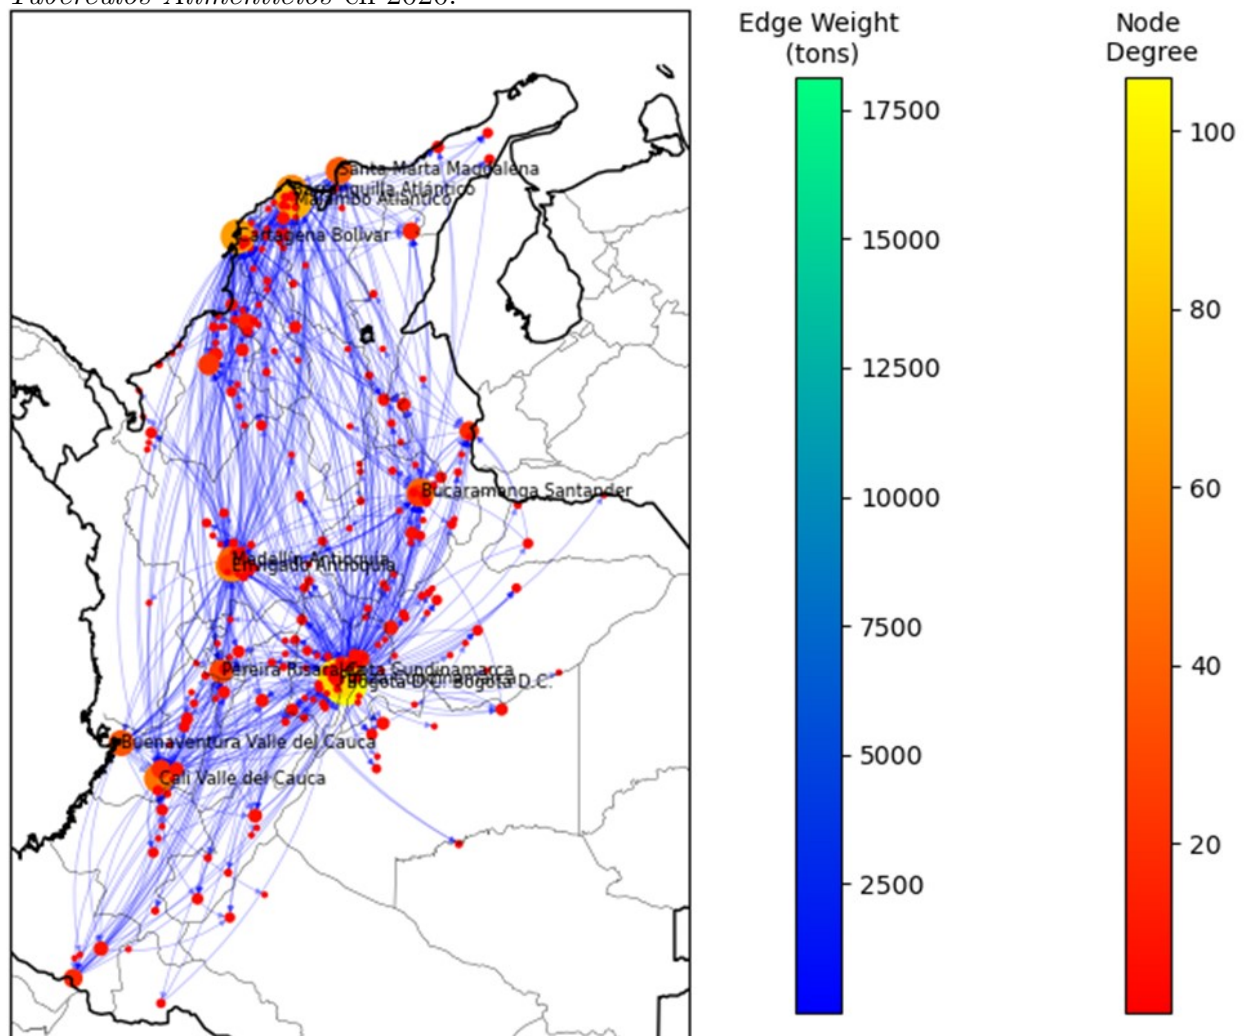 Tubérculos Alimenticios en 2020.
Edge Weight
(tons)
Node
Degree
17500
15000
12500
10000
7500
5000
2500
100
80
60
40
20
Santa Marta Magdalena
Barranquilla Atlántico
Malambo Atlántico
Cartagena Bolívar
Bucaramanga Santander
Medellín Antioquia
Envigado Antioquia
Pereira Risaralda
Cota Cundinamarca
Cundinamarca
Bogotá D.C. Bogotá D.C.
Buenaventura Valle del Cauca
Cali Valle del Cauca